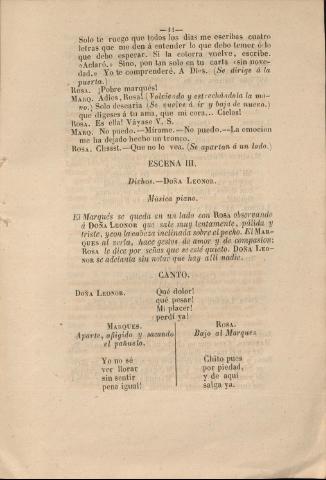 —11—
Solo te ruego que todos los dias me escribas cuatro
letras que me den á entender lo que debo temer ó lo
que debo esperar. Si la cotorra vuelve, escribe.
«Aclaró.» Sino, pon tan solo en tu carta «sin nove-
dad.» Yo te comprenderé. A Dios. (Se dirige á la
puerta.)
ROSA. ¡Pobre marqués!
MARQ. Adios, Rosa! (Volviendo y estrechándola la ma-
no.) Solo desearia (Se vuelve á ir y baja de nuevo.)
que digeses á tu ama, que mi cora... Cielos!
ROSA. Es ella! Váyase V. S.
MARQ. No puedo.—Mírame.—No puedo.—La emocion
me ha dejado hecho un tronco.
ROSA. Chssst.—Que no le vea. (Se apartan á un lado.)
ESCENA III.
Dichos.—DOÑA LEONOR.
Música piano.
El Marqués se queda en un lado con ROSA observando
á DOÑA LEONOR que sale muy lentamente, pálida y
triste, y con la cabeza inclinada sobre el pecho. El MAR-
QUES al verla, hace gestos de amor y de compasion;
ROSA le dice por señas que se esté quieto. DOÑA LEO-
NOR se adelanta sin notar que hay allí nadie.
CANTO.
DOÑA LEONOR. Qué dolor!
qué pesar!
Mi placer!
perdí ya!
MARQUES.
Aparte, afligido y sacando
el pañuelo.
Yo no sé
ver llorar
sin sentir
pena igual!
ROSA.
Bajo al Marques
Chito pues
por piedad,
y de aquí
salga ya.